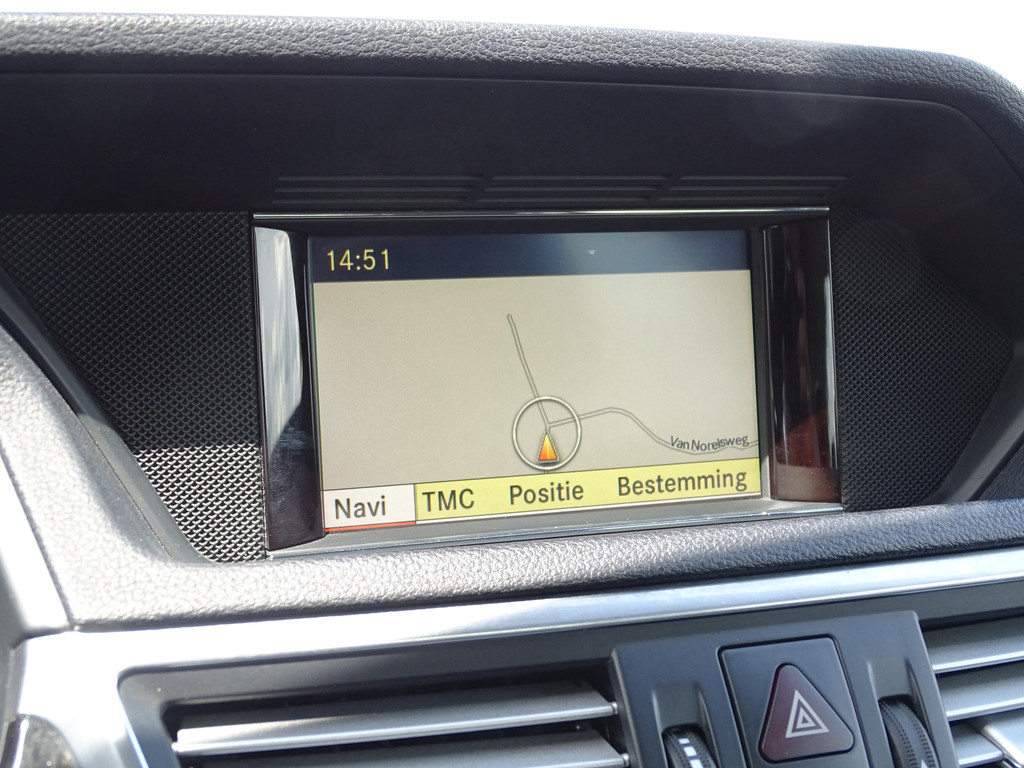 14:51
Van Norelsweg
Navi TMC Positie Bestemming